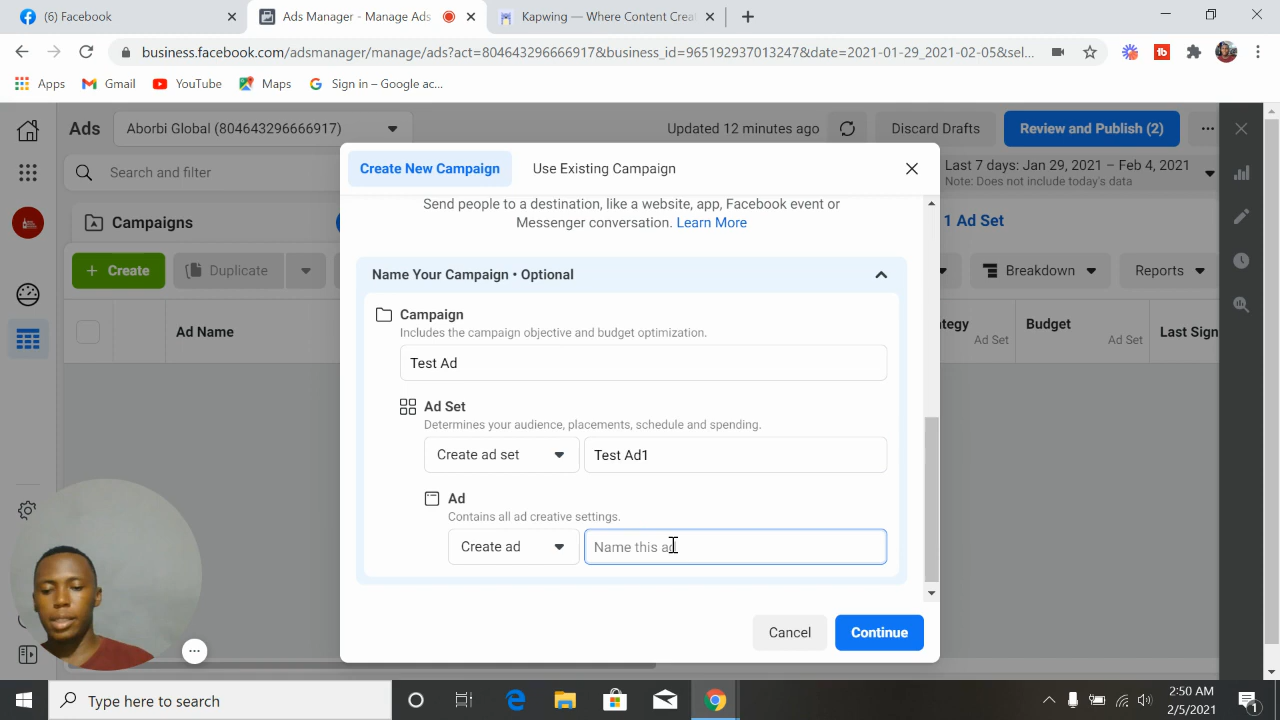 (6) Facebook
Ads Manager - Manage Ads
Kapwing — Where Content Crea
business.facebook.com/adsmanager/manage/ads?act=804643296666917&business_id=965192937013247&date=2021-01-29_2021-02-05&sel...
Apps
Gmail
YouTube
Maps
Sign in – Google ac...
Ads
Aborbi Global (804643296666917)
Updated 12 minutes ago
Discard Drafts
Review and Publish (2)
Search and filter
Last 7 days: Jan 29, 2021 – Feb 4, 2021
Note: Does not include today's data
Campaigns
1 Ad Set
+ Create
Duplicate
Breakdown
Reports
Ad Name
tegy
Ad Set
Budget
Ad Set
Last Sign
Create New Campaign
Use Existing Campaign
Send people to a destination, like a website, app, Facebook event or
Messenger conversation. Learn More
Name Your Campaign • Optional
Campaign
Includes the campaign objective and budget optimization.
Test Ad
Ad Set
Determines your audience, placements, schedule and spending.
Create ad set
Test Ad1
Ad
Contains all ad creative settings.
Create ad
Name this ad
Cancel
Continue
Type here to search
2:50 AM
2/5/2021
1